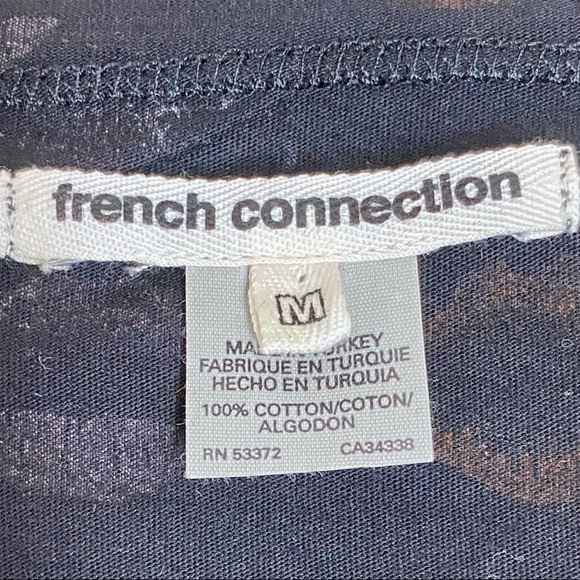 french connection
M
MADE IN TURKEY
FABRIQUE EN TURQUIE
HECHO EN TURQUIA
100% COTTON/COTON/
ALGODON
RN 53372 CA34338